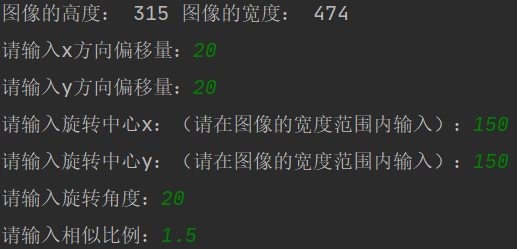 图像的高度： 315 图像的宽度： 474
请输入x方向偏移量：20
请输入y方向偏移量：20
请输入旋转中心x：（请在图像的宽度范围内输入）：150
请输入旋转中心y：（请在图像的宽度范围内输入）：150
请输入旋转角度：20
请输入相似比例：1.5